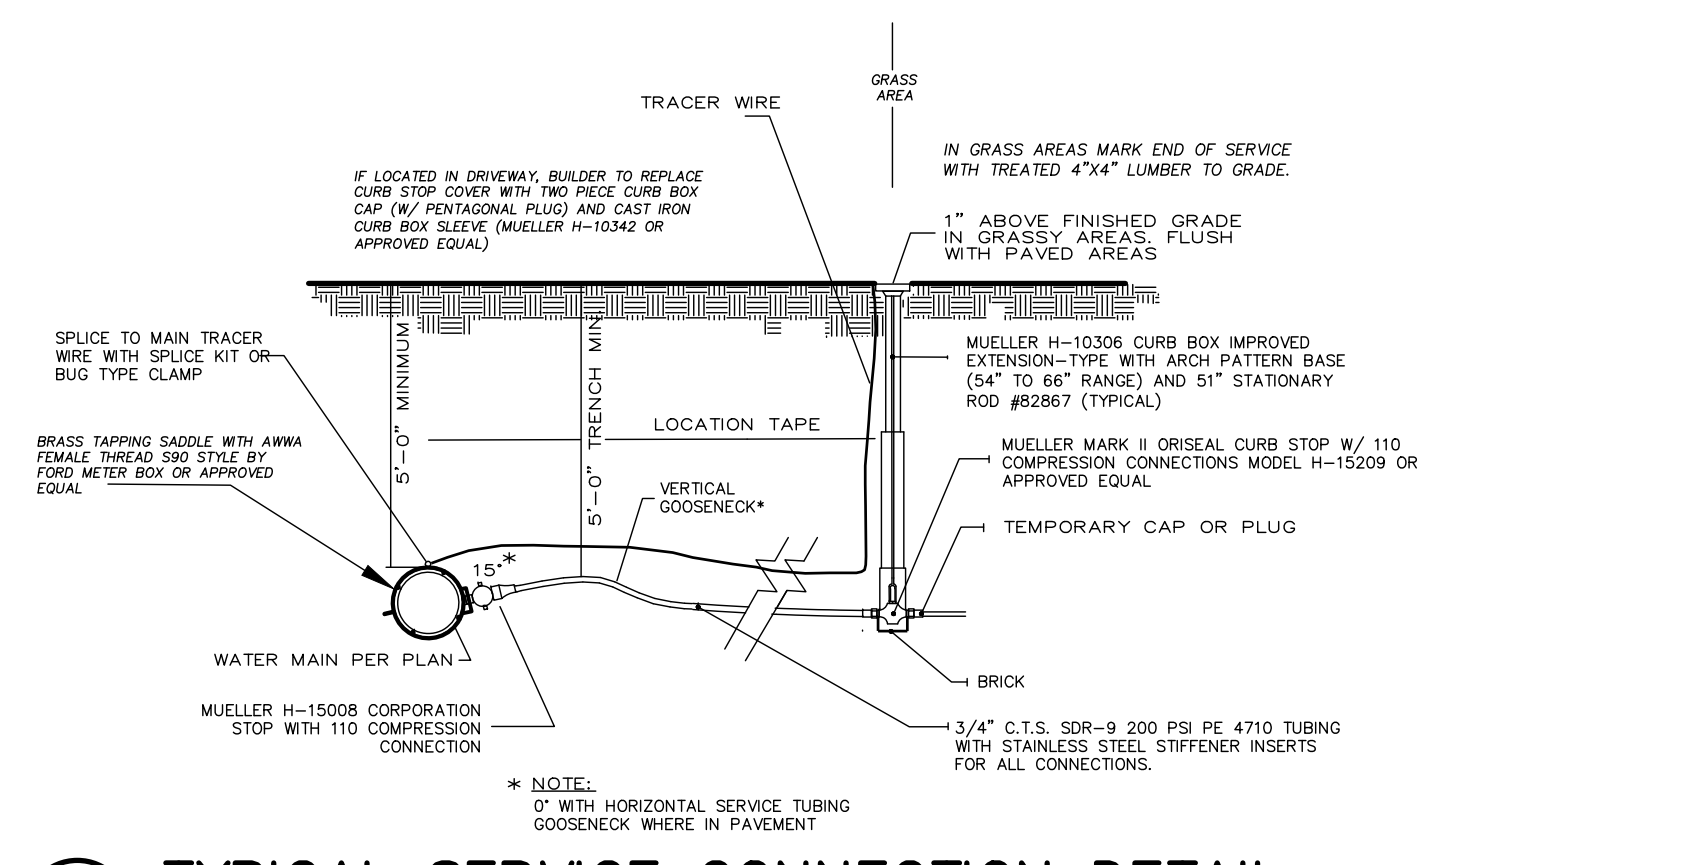 GRASS
AREA
TRACER WIRE
IN GRASS AREAS MARK END OF SERVICE
WITH TREATED 4"X4" LUMBER TO GRADE.
IF LOCATED IN DRIVEWAY, BUILDER TO REPLACE
CURB STOP COVER WITH TWO PIECE CURB BOX
CAP (W/ PENTAGONAL PLUG) AND CAST IRON
CURB BOX SLEEVE (MUELLER H-10342 OR
APPROVED EQUAL)
1" ABOVE FINISHED GRADE
IN GRASSY AREAS. FLUSH
WITH PAVED AREAS
SPLICE TO MAIN TRACER
WIRE WITH SPLICE KIT OR
BUG TYPE CLAMP
5'-0" MINIMUM
5'-0" TRENCH MIN.
MUELLER H-10306 CURB BOX IMPROVED
EXTENSION-TYPE WITH ARCH PATTERN BASE
(54" TO 66" RANGE) AND 51" STATIONARY
ROD #82867 (TYPICAL)
LOCATION TAPE
BRASS TAPPING SADDLE WITH AWWA
FEMALE THREAD S90 STYLE BY
FORD METER BOX OR APPROVED
EQUAL
MUELLER MARK II ORISEAL CURB STOP W/ 110
COMPRESSION CONNECTIONS MODEL H-15209 OR
APPROVED EQUAL
VERTICAL
GOOSENECK*
TEMPORARY CAP OR PLUG
15°*
WATER MAIN PER PLAN
BRICK
MUELLER H-15008 CORPORATION
STOP WITH 110 COMPRESSION
CONNECTION
3/4" C.T.S. SDR-9 200 PSI PE 4710 TUBING
WITH STAINLESS STEEL STIFFENER INSERTS
FOR ALL CONNECTIONS.
* NOTE:
0° WITH HORIZONTAL SERVICE TUBING
GOOSENECK WHERE IN PAVEMENT
TYPICAL SERVICE CONNECTION DETAIL